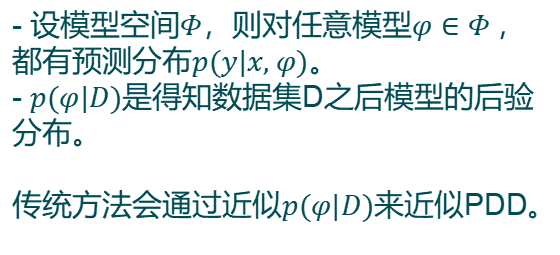 - 设模型空间𝛷，则对任意模型𝜑 ∈ 𝛷，
都有预测分布𝑝(𝑦|𝑥, 𝜑)。
- 𝑝(𝜑|𝐷)是得知数据集D之后模型的后验
分布。
传统方法会通过近似𝑝(𝜑|𝐷)来近似PDD。